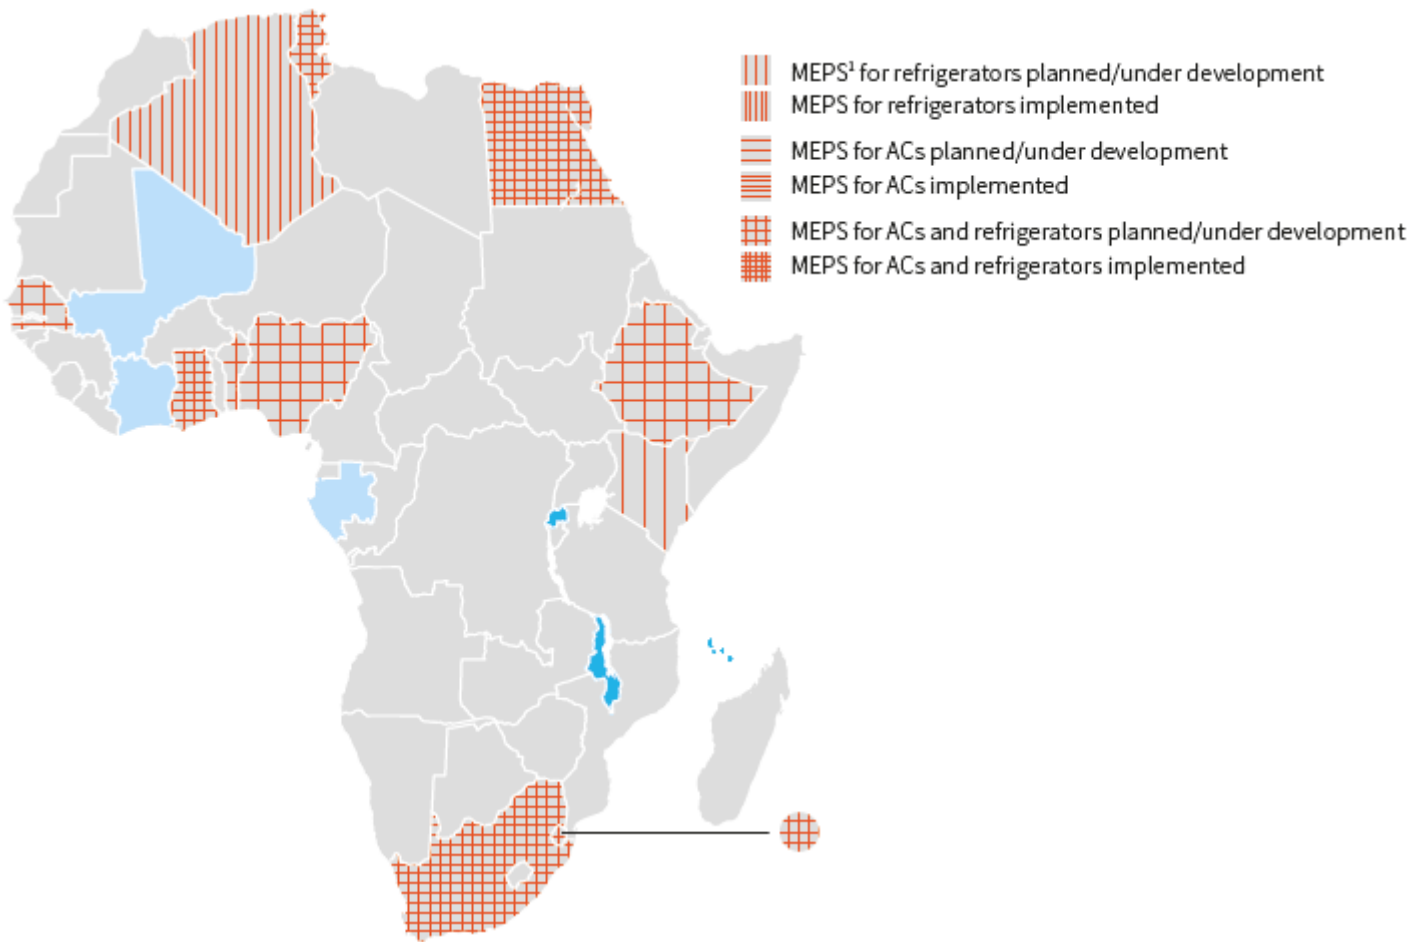 MEPS¹ for refrigerators planned/under development
MEPS for refrigerators implemented
MEPS for ACs planned/under development
MEPS for ACs implemented
MEPS for ACs and refrigerators planned/under development
MEPS for ACs and refrigerators implemented